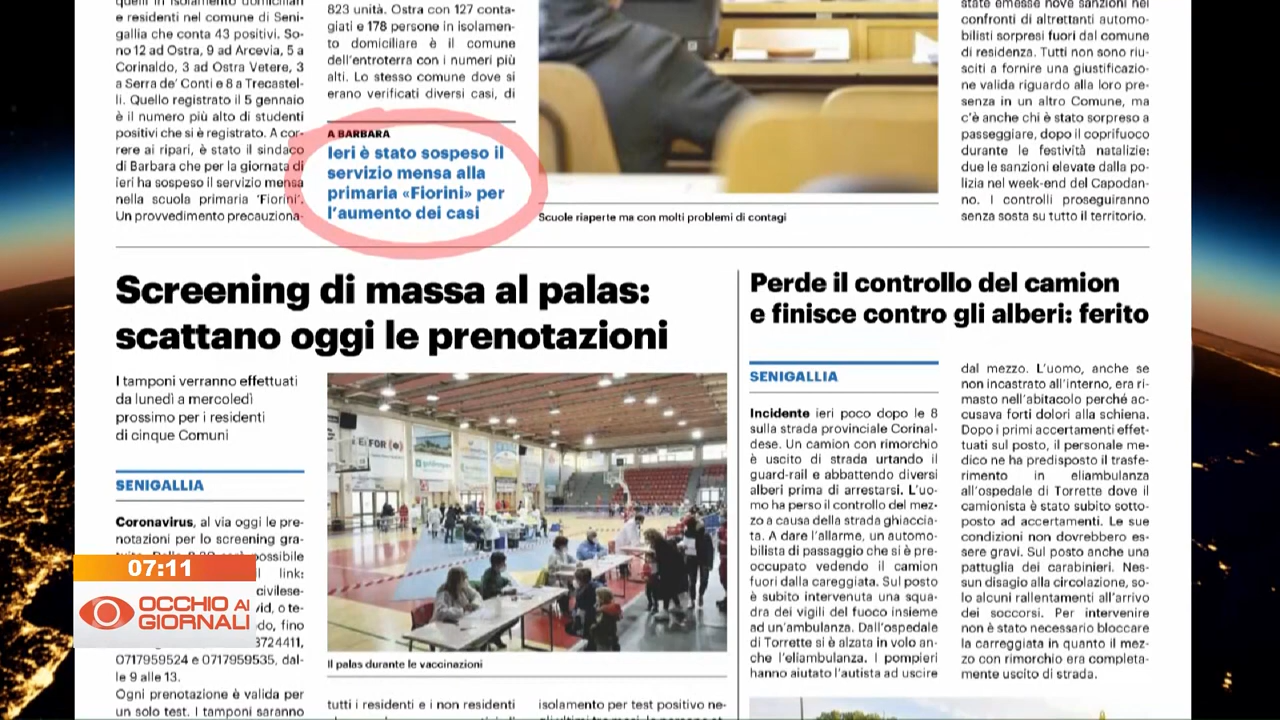 quelli in isolamento domiciliari
e residenti nel comune di Seni-
gallia che conta 43 positivi. So-
no 12 ad Ostra, 9 ad Arcevia, 5 a
Corinaldo, 3 ad Ostra Vetere, 3
a Serra de' Conti e 8 a Trecastel-
li. Quello registrato il 5 gennaio
è il numero più alto di studenti
positivi che si è registrato. A cor-
rere ai ripari, è stato il sindaco
di Barbara che per la giornata di
ieri ha sospeso il servizio mensa
nella scuola primaria 'Fiorini'.
Un provvedimento precauziona-
823 unità. Ostra con 127 conta-
giati e 178 persone in isolamen-
to domiciliare è il comune
dell'entroterra con i numeri più
alti. Lo stesso comune dove si
erano verificati diversi casi, di
A BARBARA
Ieri è stato sospeso il
servizio mensa alla
primaria «Fiorini» per
l'aumento dei casi
Scuole riaperte ma con molti problemi di contagi
state emesse nove sanzioni nei
confronti di altrettanti automo-
bilisti sorpresi fuori dal comune
di residenza. Tutti non sono riu-
sciti a fornire una giustificazio-
ne valida riguardo alla loro pre-
senza in un altro Comune, ma
c'è anche chi è stato sorpreso a
passeggiare, dopo il coprifuoco
durante le festività natalizie:
due le sanzioni elevate dalla po-
lizia nel week-end del Capodan-
no. I controlli proseguiranno
senza sosta su tutto il territorio.
Screening di massa al palas:
scattano oggi le prenotazioni
I tamponi verranno effettuati
da lunedì a mercoledì
prossimo per i residenti
di cinque Comuni
SENIGALLIA
Coronavirus, al via oggi le pre-
notazioni per lo screening gra-
possibile
link:
civilese-
vid, o te-
do, fino
3724411,
0717959524 e 0717959535, dal-
le 9 alle 13.
Ogni prenotazione è valida per
un solo test. I tamponi saranno
Il palas durante le vaccinazioni
tutti i residenti e i non residenti
isolamento per test positivo ne-
Perde il controllo del camion
e finisce contro gli alberi: ferito
SENIGALLIA
Incidente ieri poco dopo le 8
sulla strada provinciale Corinal-
dese. Un camion con rimorchio
è uscito di strada urtando il
guard-rail e abbattendo diversi
alberi prima di arrestarsi. L'uo-
mo ha perso il controllo del mez-
zo a causa della strada ghiaccia-
ta. A dare l'allarme, un automo-
bilista di passaggio che si è pre-
occupato vedendo il camion
fuori dalla careggiata. Sul posto
è subito intervenuta una squa-
dra dei vigili del fuoco insieme
ad un'ambulanza. Dall'ospedale
di Torrette si è alzata in volo an-
che l'eliambulanza. I pompieri
hanno aiutato l'autista ad uscire
dal mezzo. L'uomo, anche se
non incastrato all'interno, era ri-
masto nell'abitacolo perché ac-
cusava forti dolori alla schiena.
Dopo i primi accertamenti effet-
tuati sul posto, il personale me-
dico ne ha predisposto il trasfe-
rimento in eliambulanza
all'ospedale di Torrette dove il
camionista è stato subito sotto-
posto ad accertamenti. Le sue
condizioni non dovrebbero es-
sere gravi. Sul posto anche una
pattuglia dei carabinieri. Nes-
sun disagio alla circolazione, so-
lo alcuni rallentamenti all'arrivo
dei soccorsi. Per intervenire
non è stato necessario bloccare
la carreggiata in quanto il mez-
zo con rimorchio era completa-
mente uscito di strada.
07:11
OCCHIO AI
GIORNALI